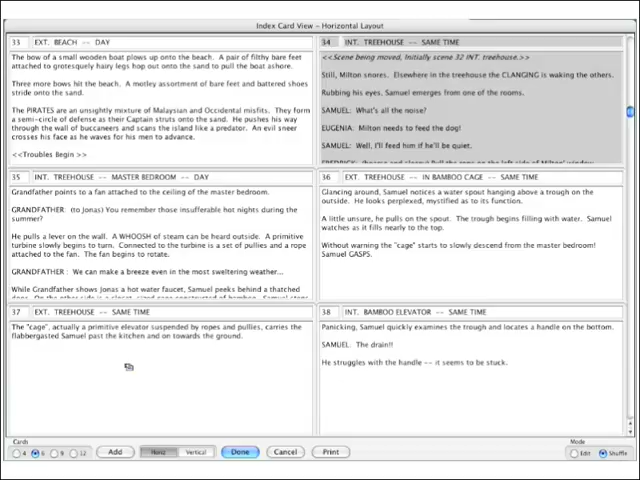 Index Card View - Horizontal Layout
33 EXT. BEACH -- DAY
The bow of a small wooden boat plows up onto the beach. A pair of filthy bare feet
attached to grotesquely hairy legs hop out onto the sand to pull the boat ashore.
Three more bows hit the beach. A motley assortment of bare feet and battered shoes
stride onto the sand.
The PIRATES are an unsightly mixture of Malaysian and Occidental misfits. They form
a semi-circle of defense as their Captain struts onto the sand. He pushes his way
through the wall of buccaneers and scans the island like a predator. An evil sneer
crosses his face as he waves for his men to advance.
<<Troubles Begin >>
34 INT. TREEHOUSE -- SAME TIME
<<Scene being moved, Initially scene 32 INT. treehouse.>>
Still, Milton snores. Elsewhere in the treehouse the CLANGING is waking the others.
Rubbing his eyes, Samuel emerges from one of the rooms.
SAMUEL: What's all the noise?
EUGENIA: Milton needs to feed the dog!
SAMUEL: Well, I'll feed him if he'll be quiet.
35 INT. TREEHOUSE -- MASTER BEDROOM -- DAY
Grandfather points to a fan attached to the ceiling of the master bedroom.
GRANDFATHER: (to Jonas) You remember those insufferable hot nights during the
summer?
He pulls a lever on the wall. A WHOOSH of steam can be heard outside. A primitive
turbine slowly begins to turn. Connected to the turbine is a set of pullies and a rope
attached to the fan. The fan begins to rotate.
GRANDFATHER : We can make a breeze even in the most sweltering weather...
While Grandfather shows Jonas a hot water faucet, Samuel peeks behind a thatched
36 EXT. TREEHOUSE -- IN BAMBOO CAGE -- SAME TIME
Glancing around, Samuel notices a water spout hanging above a trough on the
outside. He looks perplexed, mystified as to its function.
A little unsure, he pulls on the spout. The trough begins filling with water. Samuel
watches as it fills nearly to the top.
Without warning the "cage" starts to slowly descend from the master bedroom!
Samuel GASPS.
37 EXT. TREEHOUSE -- SAME TIME
The "cage", actually a primitive elevator suspended by ropes and pullies, carries the
flabbergasted Samuel past the kitchen and on towards the ground.
38 INT. BAMBOO ELEVATOR -- SAME TIME
Panicking, Samuel quickly examines the trough and locates a handle on the bottom.
SAMUEL: The drain!!
He struggles with the handle -- it seems to be stuck.
Cards
4 6 9 12
Add
Horiz
Vertical
Done
Cancel
Print
Mode
Edit
Shuffle